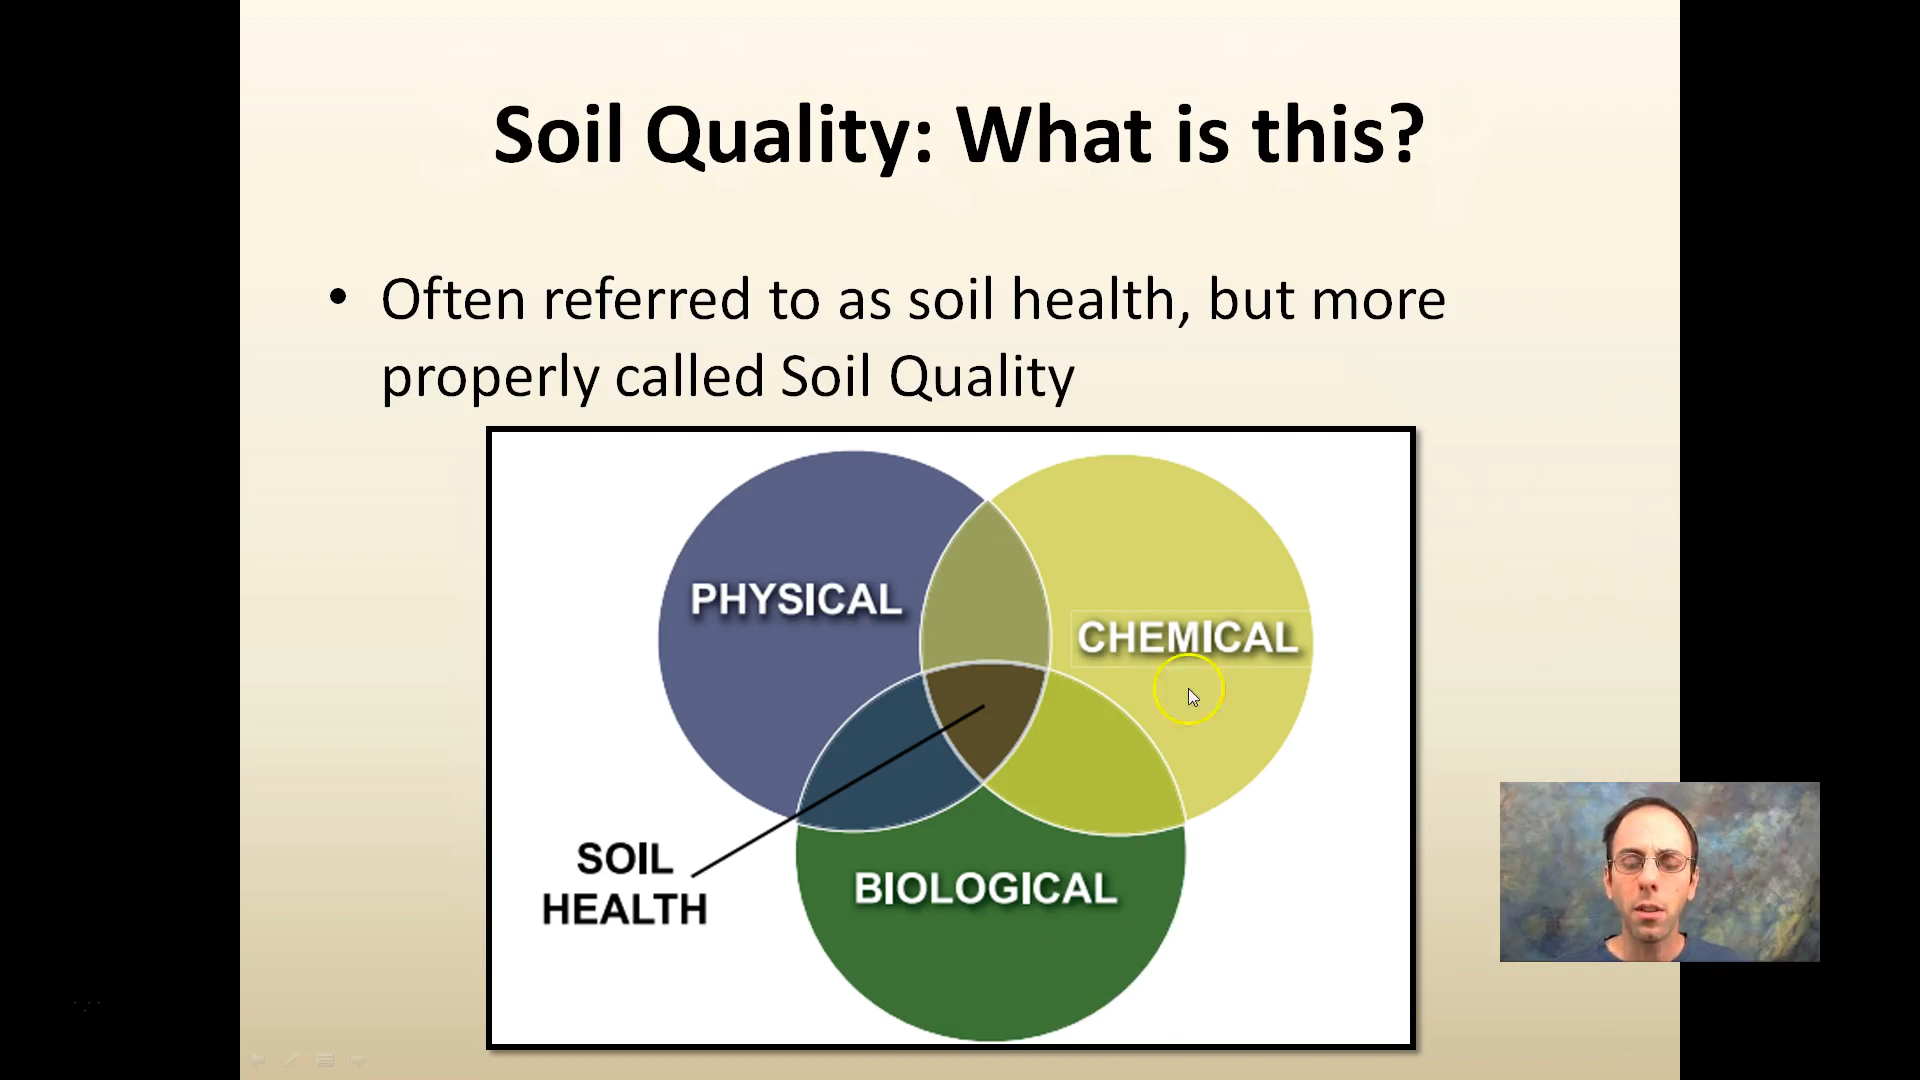 Soil Quality: What is this?
• Often referred to as soil health, but more
properly called Soil Quality
PHYSICAL
CHEMICAL
SOIL
HEALTH
BIOLOGICAL